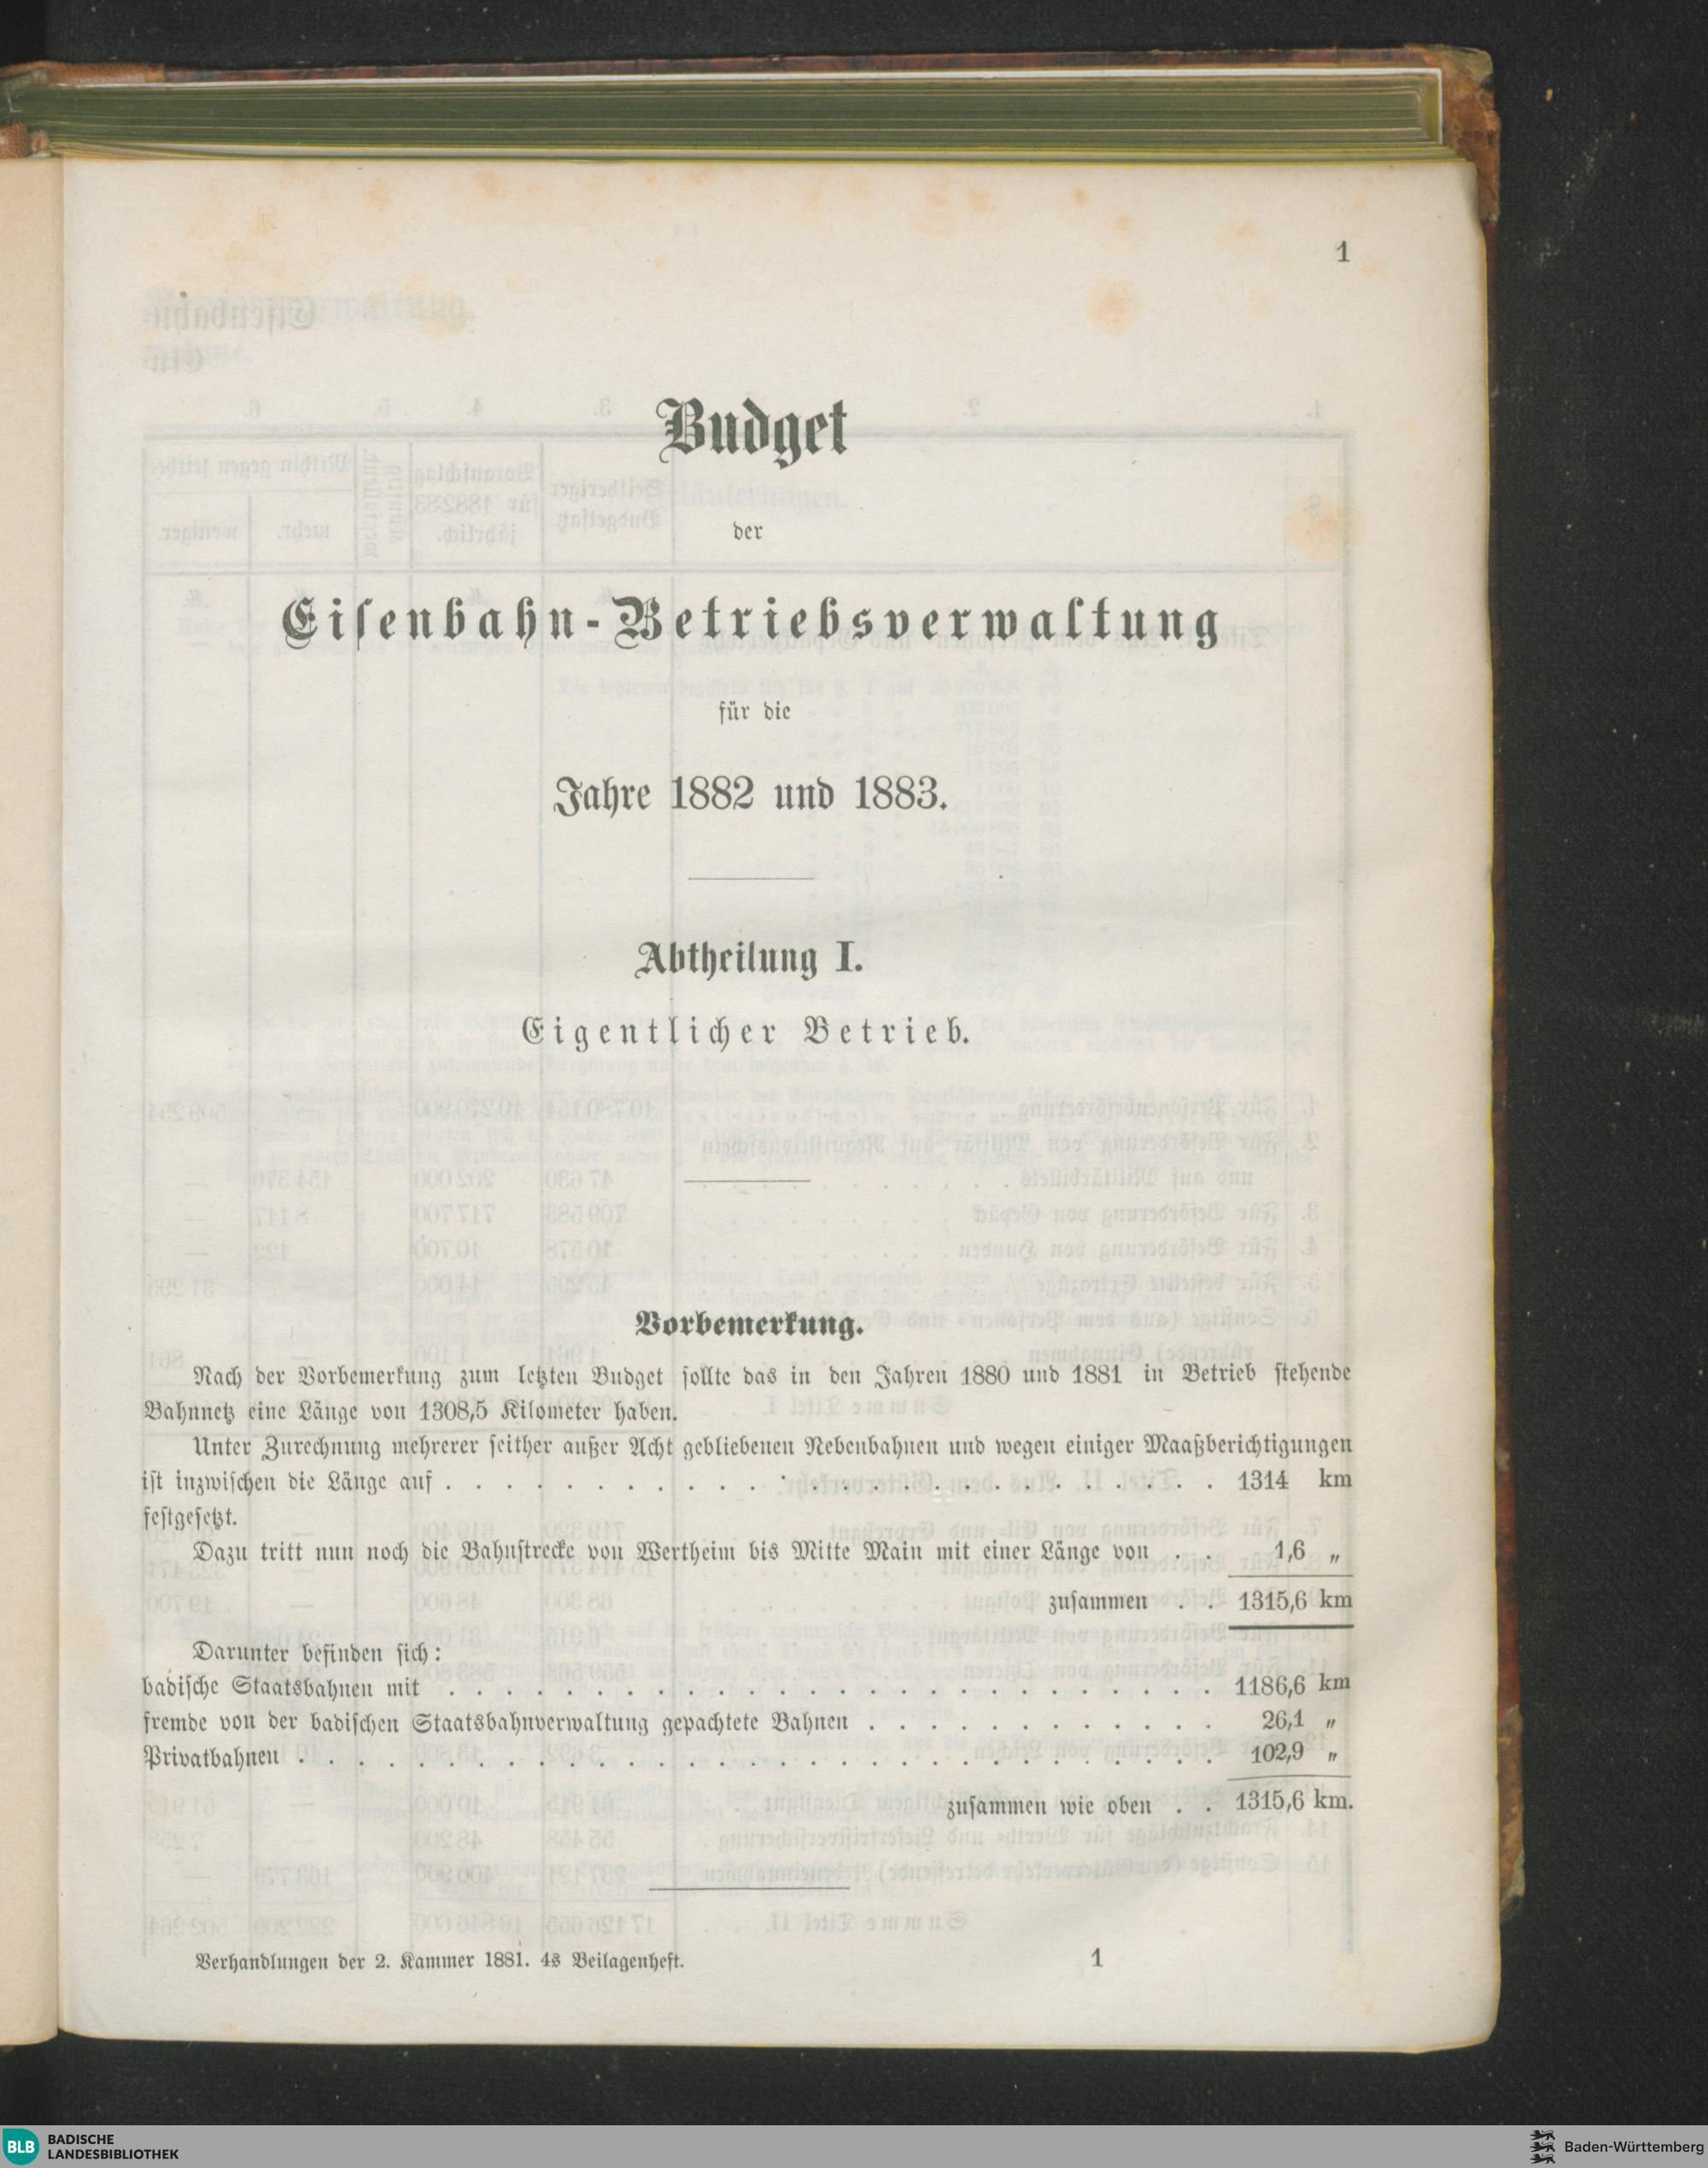 1
Budget
der
Eisenbahn-Betriebsverwaltung
für die
Jahre 1882 und 1883.
Abtheilung I.
Eigentlicher Betrieb.
Vorbemerkung.
Nach der Vorbemerkung zum letzten Budget sollte das in den Jahren 1880 und 1881 in Betrieb stehende
Bahnnetz eine Länge von 1308,5 Kilometer haben.
Unter Zurechnung mehrerer seither außer Acht gebliebenen Nebenbahnen und wegen einiger Maaßberichtigungen
ist inzwischen die Länge auf . . . . . . . . . . . . . . . . . . . . . . . . . . 1314 km
festgesetzt.
Dazu tritt nun noch die Bahnstrecke von Wertheim bis Mitte Main mit einer Länge von . . 1,6 „
zusammen . . 1315,6 km
Darunter befinden sich:
badische Staatsbahnen mit . . . . . . . . . . . . . . . . . . . . . . . . . . 1186,6 km
fremde von der badischen Staatsbahnverwaltung gepachtete Bahnen . . . . . . . . . . . . 26,1 „
Privatbahnen . . . . . . . . . . . . . . . . . . . . . . . . . . . . . . . 102,9 „
zusammen wie oben . . 1315,6 km.
Verhandlungen der 2. Kammer 1881. 4s Beilagenheft. 1
BLB BADISCHE
LANDESBIBLIOTHEK
Baden-Württemberg